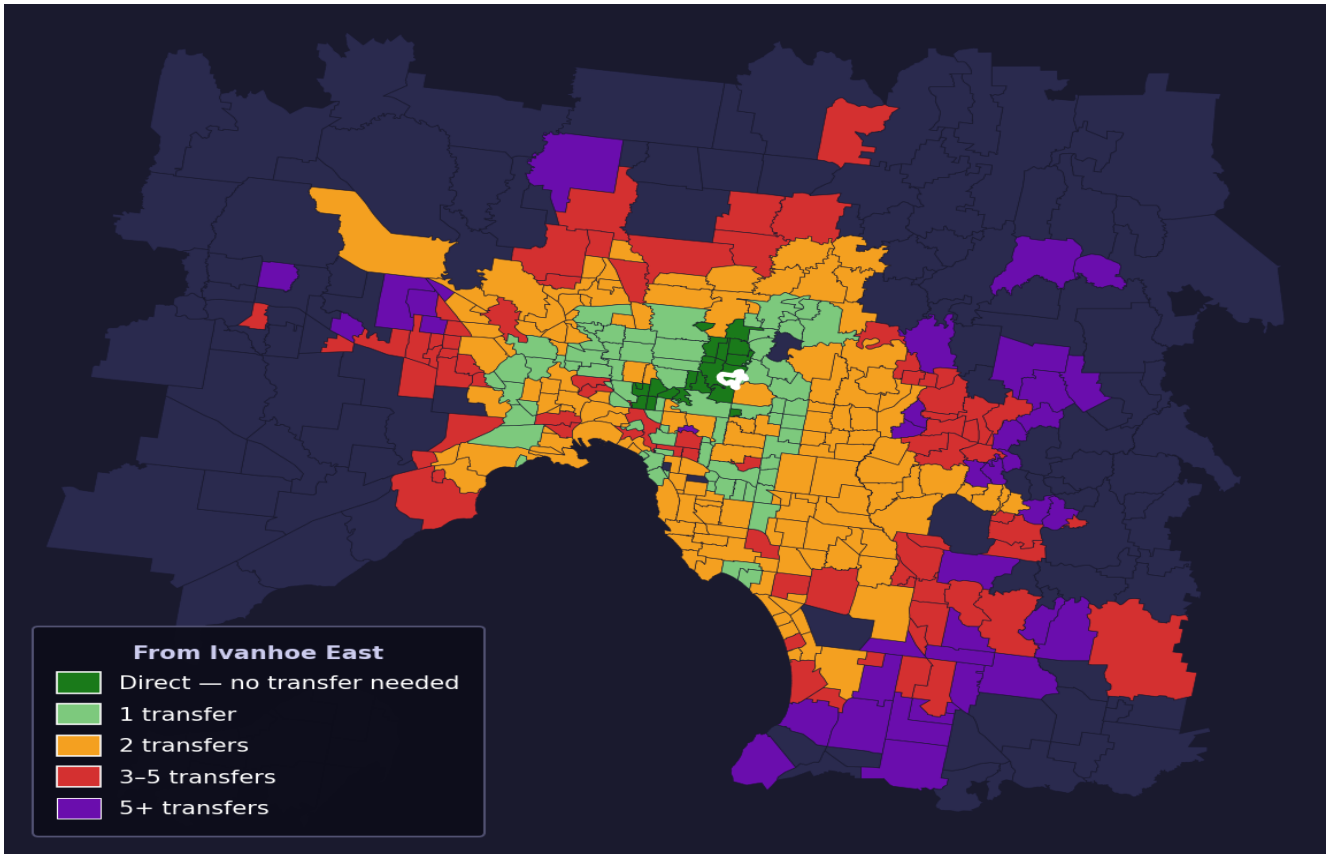 From Ivanhoe East
Direct — no transfer needed
1 transfer
2 transfers
3–5 transfers
5+ transfers